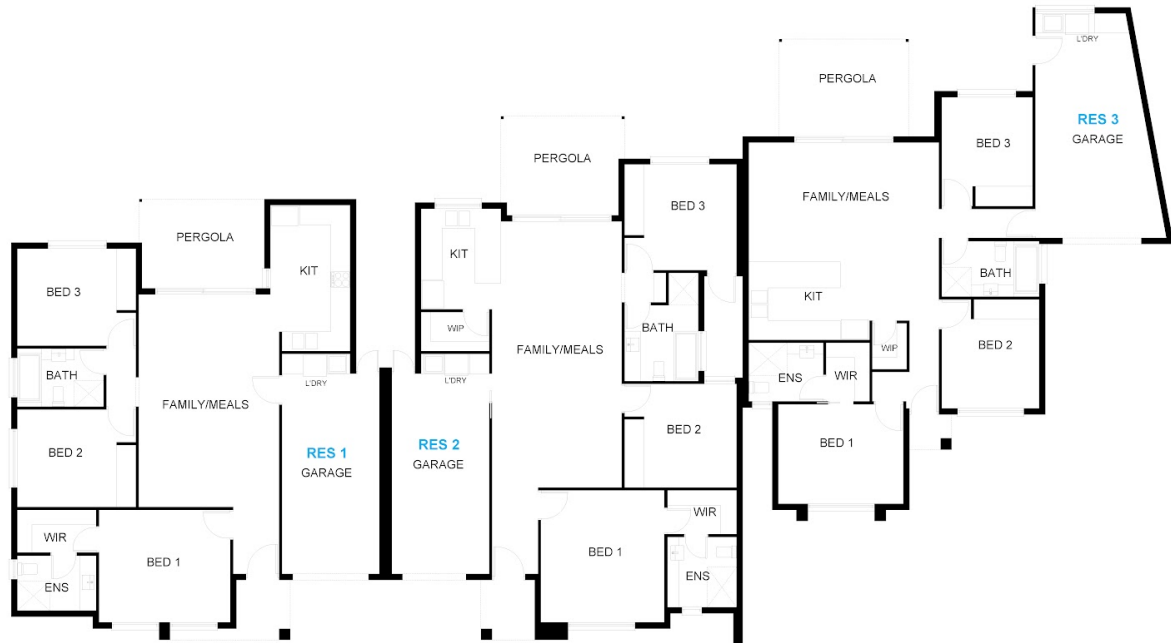 PERGOLA
KIT
BED 3
BATH
FAMILY/MEALS
L'DRY
BED 2
RES 1
GARAGE
WIR
BED 1
ENS
PERGOLA
BED 3
KIT
WIP
BATH
FAMILY/MEALS
L'DRY
RES 2
GARAGE
BED 2
WIR
BED 1
ENS
L'DRY
PERGOLA
RES 3
GARAGE
BED 3
FAMILY/MEALS
BATH
KIT
WIP
BED 2
ENS
WIR
BED 1